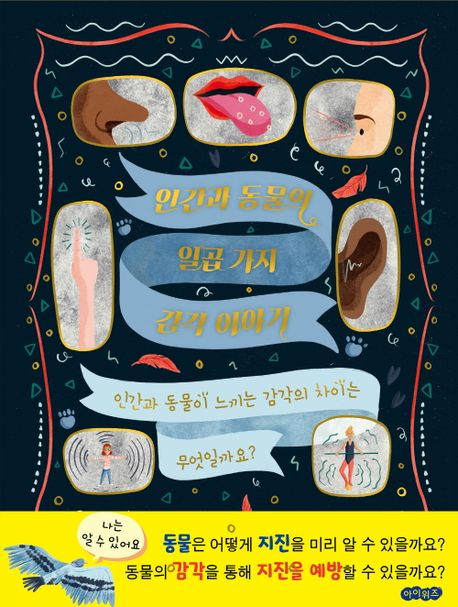 인간과 동물의
일곱 가지
감각 이야기
인간과 동물이 느끼는 감각의 차이는
무엇일까요?
나는
알 수 있어요
동물은 어떻게 지진을 미리 알 수 있을까요?
동물의 감각을 통해 지진을 예방할 수 있을까요?
아이위즈